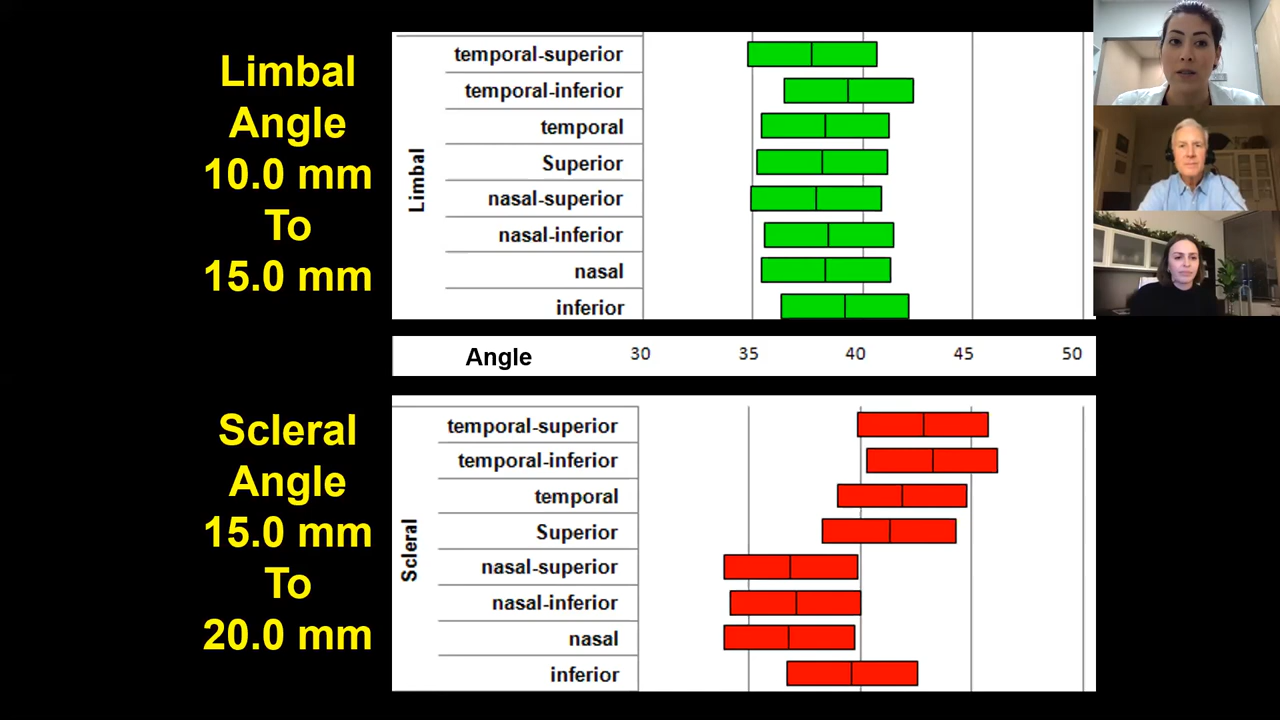 Limbal
Angle
10.0 mm
To
15.0 mm
Limbal
temporal-superior
temporal-inferior
temporal
Superior
nasal-superior
nasal-inferior
nasal
inferior
Angle 30 35 40 45 50
Scleral
Angle
15.0 mm
To
20.0 mm
Scleral
temporal-superior
temporal-inferior
temporal
Superior
nasal-superior
nasal-inferior
nasal
inferior